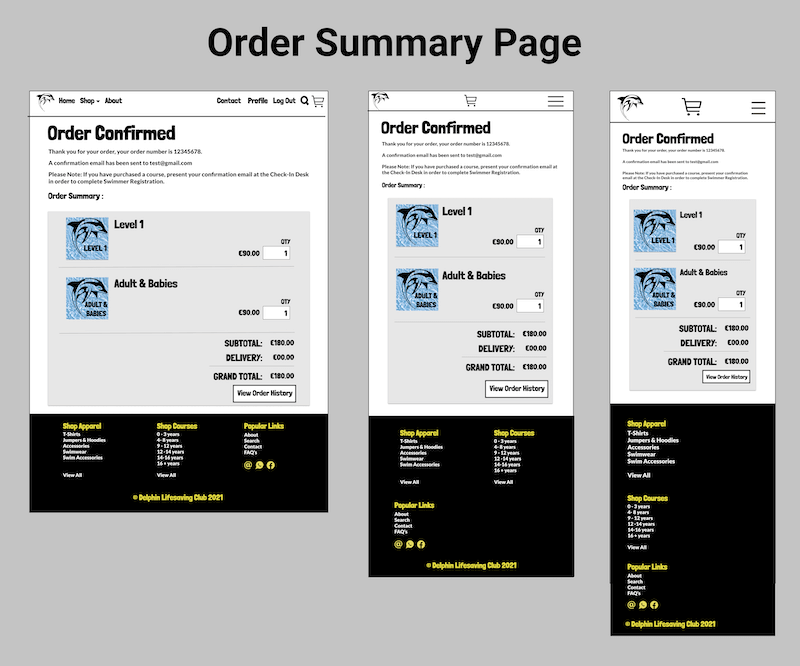 Order Summary Page
Home Shop About Contact Profile Log Out
Order Confirmed
Thank you for your order, your order number is 12345678.
A confirmation email has been sent to test@gmail.com
Please Note: If you have purchased a course, present your confirmation email at the Check-In Desk
in order to complete Swimmer Registration.
Order Summary :
LEVEL 1
Level 1
QTY
€90.00 1
ADULT &
BABIES
Adult & Babies
QTY
€90.00 1
SUBTOTAL: €180.00
DELIVERY: €00.00
GRAND TOTAL: €180.00
View Order History
Shop Apparel
T-Shirts
Jumpers & Hoodies
Accessories
Swimwear
Swim Accessories
View All
Shop Courses
0 - 3 years
4- 8 years
9 - 12 years
12 -14 years
14-16 years
16 + years
View All
Popular Links
About
Search
Contact
FAQ's
© Dolphin Lifesaving Club 2021
Order Confirmed
Thank you for your order, your order number is 12345678.
A confirmation email has been sent to test@gmail.com
Please Note: If you have purchased a course, present your confirmation email at
the Check-In Desk in order to complete Swimmer Registration.
Order Summary :
LEVEL 1
Level 1
QTY
€90.00 1
ADULT &
BABIES
Adult & Babies
QTY
€90.00 1
SUBTOTAL: €180.00
DELIVERY: €00.00
GRAND TOTAL: €180.00
View Order History
Shop Apparel
T-Shirts
Jumpers & Hoodies
Accessories
Swimwear
Swim Accessories
View All
Shop Courses
0 - 3 years
4- 8 years
9 - 12 years
12 -14 years
14-16 years
16 + years
View All
Popular Links
About
Search
Contact
FAQ's
© Dolphin Lifesaving Club 2021
Order Confirmed
Thank you for your order, your order number is 12345678.
A confirmation email has been sent to test@gmail.com
Please Note: If you have purchased a course, present your confirmation
email at the Check-In Desk in order to complete Swimmer Registration.
Order Summary :
LEVEL 1
Level 1
QTY
€90.00 1
ADULT &
BABIES
Adult & Babies
QTY
€90.00 1
SUBTOTAL: €180.00
DELIVERY: €00.00
GRAND TOTAL: €180.00
View Order History
Shop Apparel
T-Shirts
Jumpers & Hoodies
Accessories
Swimwear
Swim Accessories
View All
Shop Courses
0 - 3 years
4- 8 years
9 - 12 years
12 -14 years
14-16 years
16 + years
View All
Popular Links
About
Search
Contact
FAQ's
© Dolphin Lifesaving Club 2021